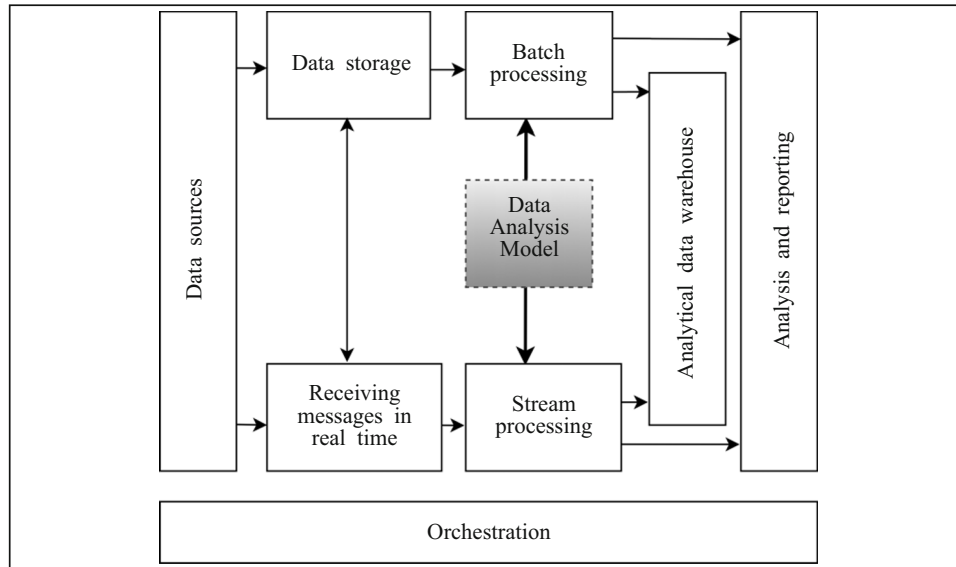 Data sources
Data storage
Batch
processing
Data
Analysis
Model
Receiving
messages in
real time
Stream
processing
Analytical data warehouse
Analysis and reporting
Orchestration